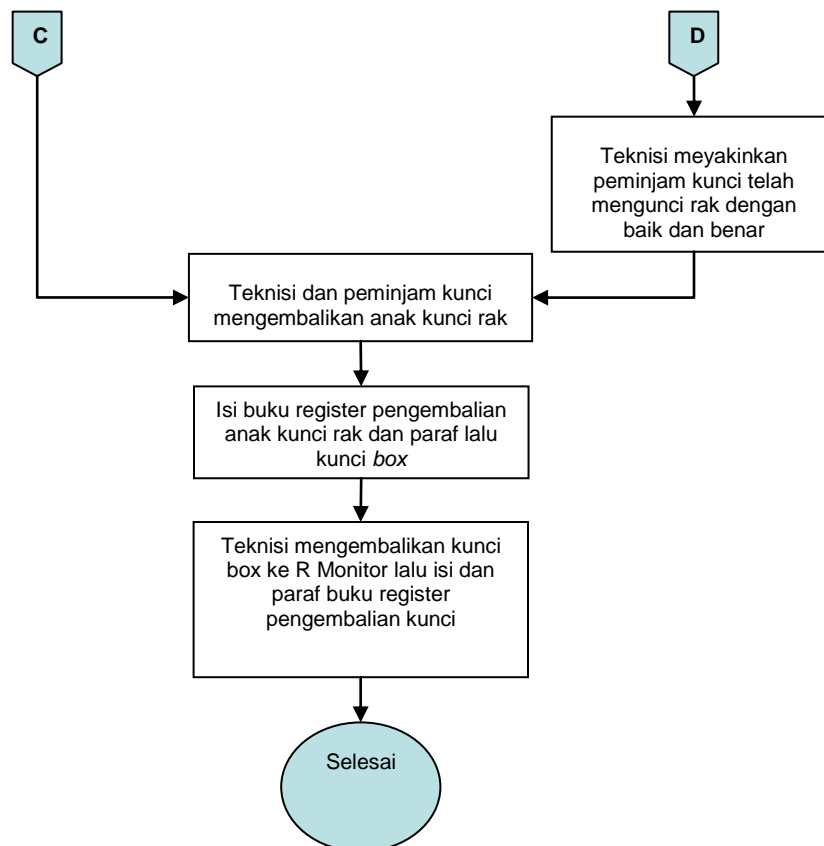 C
D
Teknisi meyakinkan
peminjam kunci telah
mengunci rak dengan
baik dan benar
Teknisi dan peminjam kunci
mengembalikan anak kunci rak
Isi buku register pengembalian
anak kunci rak dan paraf lalu
kunci box
Teknisi mengembalikan kunci
box ke R Monitor lalu isi dan
paraf buku register
pengembalian kunci
Selesai